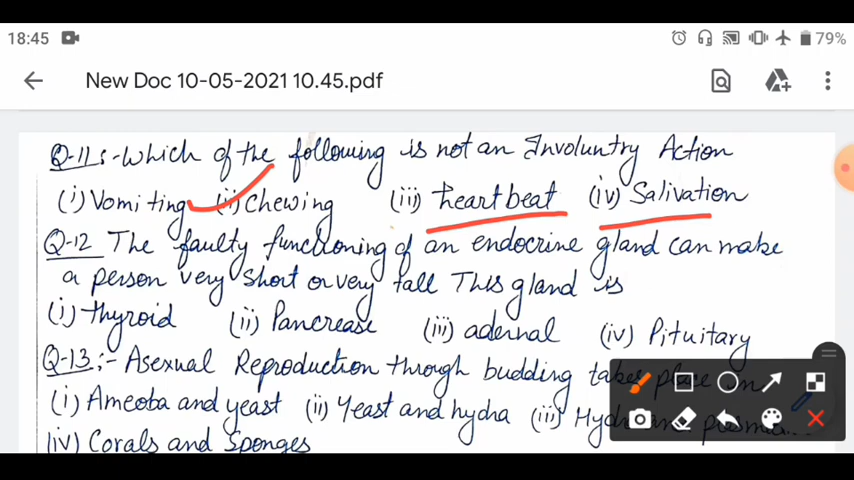 18:45 79%
New Doc 10-05-2021 10.45.pdf
Q-11:-Which of the following is not an Involuntry Action
(i) Vomiting (ii) Chewing (iii) heart beat (iv) Salivation
Q-12 The faulty functioning of an endocrine gland can make
a person very short or very tall This gland is
(i) thyroid (ii) Pancrease (iii) adernal (iv) Pituitary
Q-13:- Asexual Reproduction through budding takes place in
(i) Amoeba and yeast (ii) Yeast and hydra (iii)
(iv) Corals and Sponges